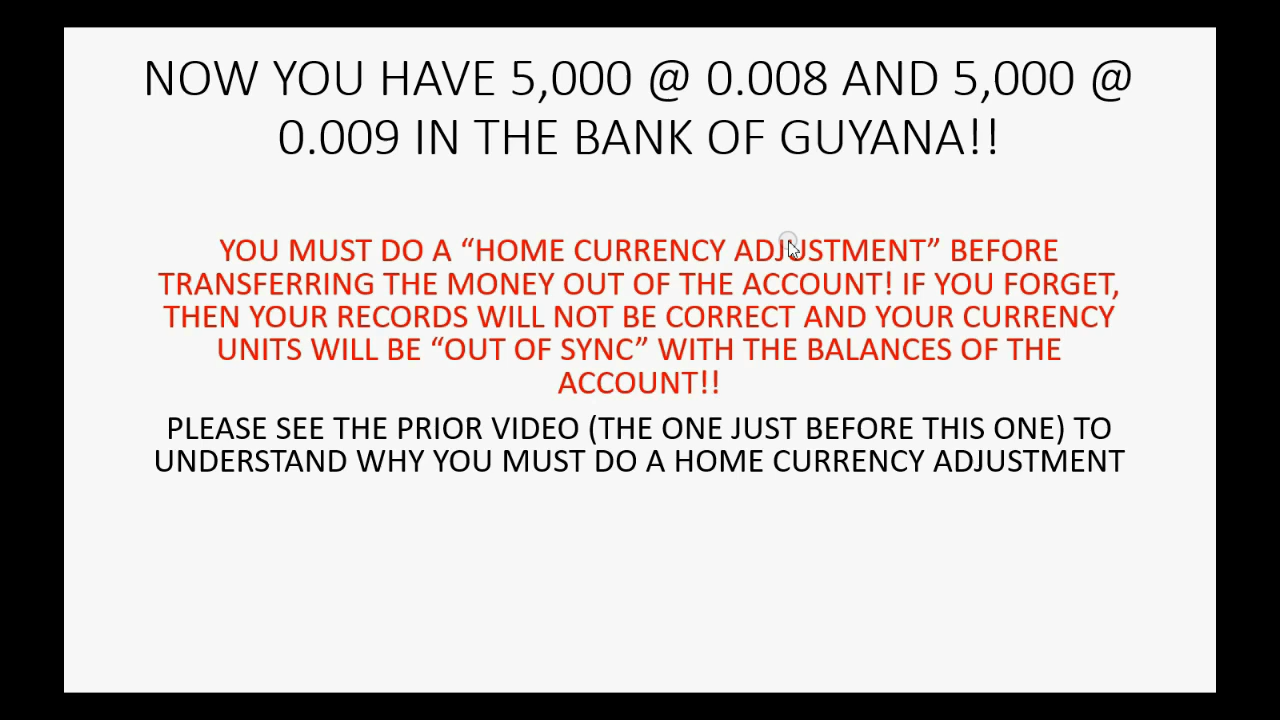 NOW YOU HAVE 5,000 @ 0.008 AND 5,000 @
0.009 IN THE BANK OF GUYANA!!
YOU MUST DO A “HOME CURRENCY ADJUSTMENT” BEFORE
TRANSFERRING THE MONEY OUT OF THE ACCOUNT! IF YOU FORGET,
THEN YOUR RECORDS WILL NOT BE CORRECT AND YOUR CURRENCY
UNITS WILL BE “OUT OF SYNC” WITH THE BALANCES OF THE
ACCOUNT!!
PLEASE SEE THE PRIOR VIDEO (THE ONE JUST BEFORE THIS ONE) TO
UNDERSTAND WHY YOU MUST DO A HOME CURRENCY ADJUSTMENT